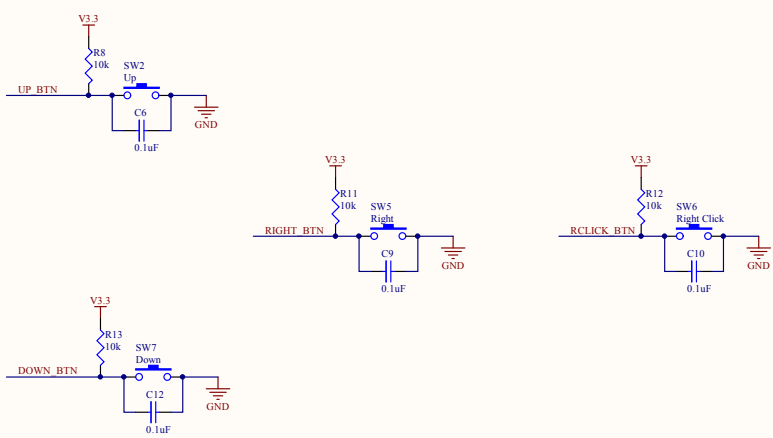 V3.3
R8
10k
SW2
Up
UP_BTN
C6
0.1uF
GND
V3.3
R11
10k
SW5
Right
RIGHT_BTN
C9
0.1uF
GND
V3.3
R12
10k
SW6
Right Click
RCLICK_BTN
C10
0.1uF
GND
V3.3
R13
10k
SW7
Down
DOWN_BTN
C12
0.1uF
GND